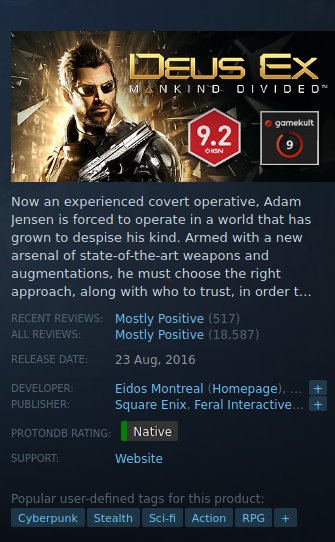 DEUS EX
MANKIND DIVIDED™
9.2
IGN
gamekult
9
Now an experienced covert operative, Adam
Jensen is forced to operate in a world that has
grown to despise his kind. Armed with a new
arsenal of state-of-the-art weapons and
augmentations, he must choose the right
approach, along with who to trust, in order t...
RECENT REVIEWS: Mostly Positive (517)
ALL REVIEWS: Mostly Positive (18,587)
RELEASE DATE: 23 Aug, 2016
DEVELOPER: Eidos Montreal (Homepage), ... +
PUBLISHER: Square Enix, Feral Interactive... +
PROTONDB RATING: Native
SUPPORT: Website
Popular user-defined tags for this product:
Cyberpunk Stealth Sci-fi Action RPG +